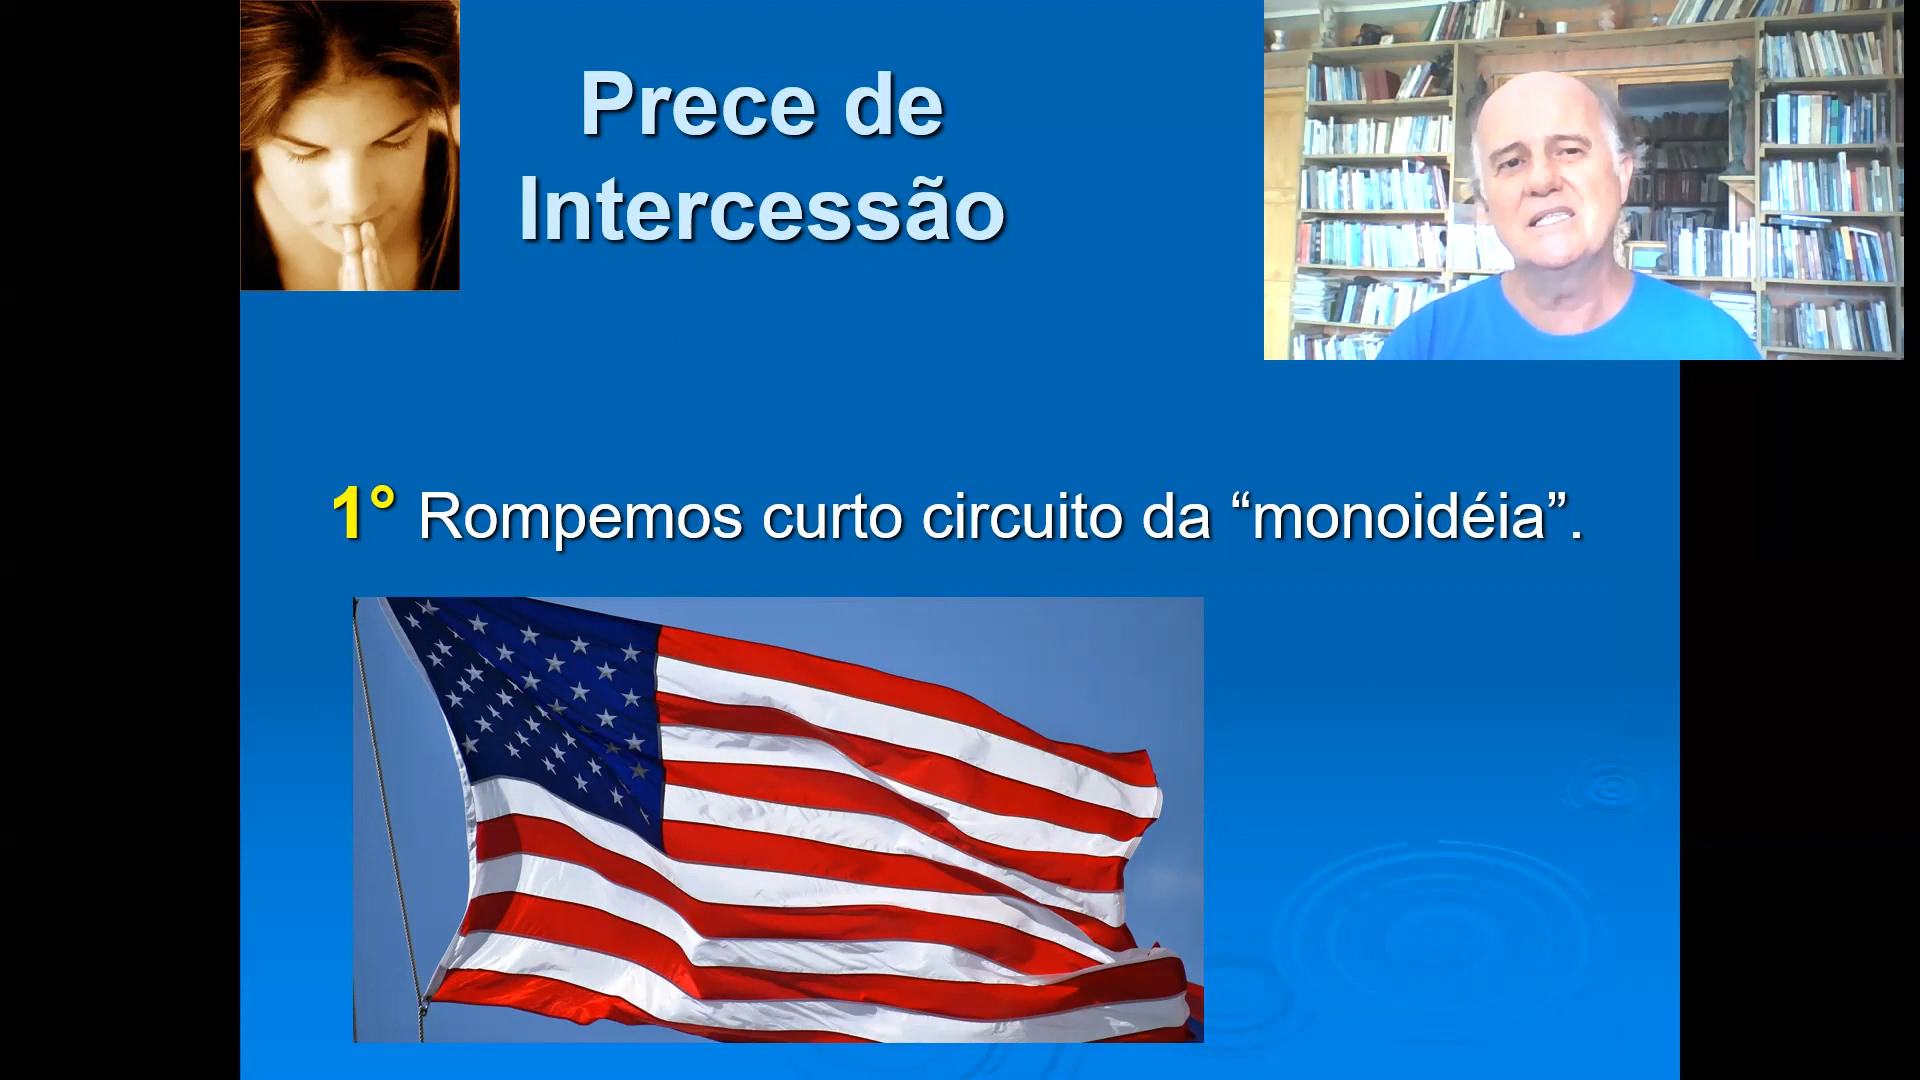 Prece de
Intercessão
1° Rompemos curto circuito da “monoidéia”.